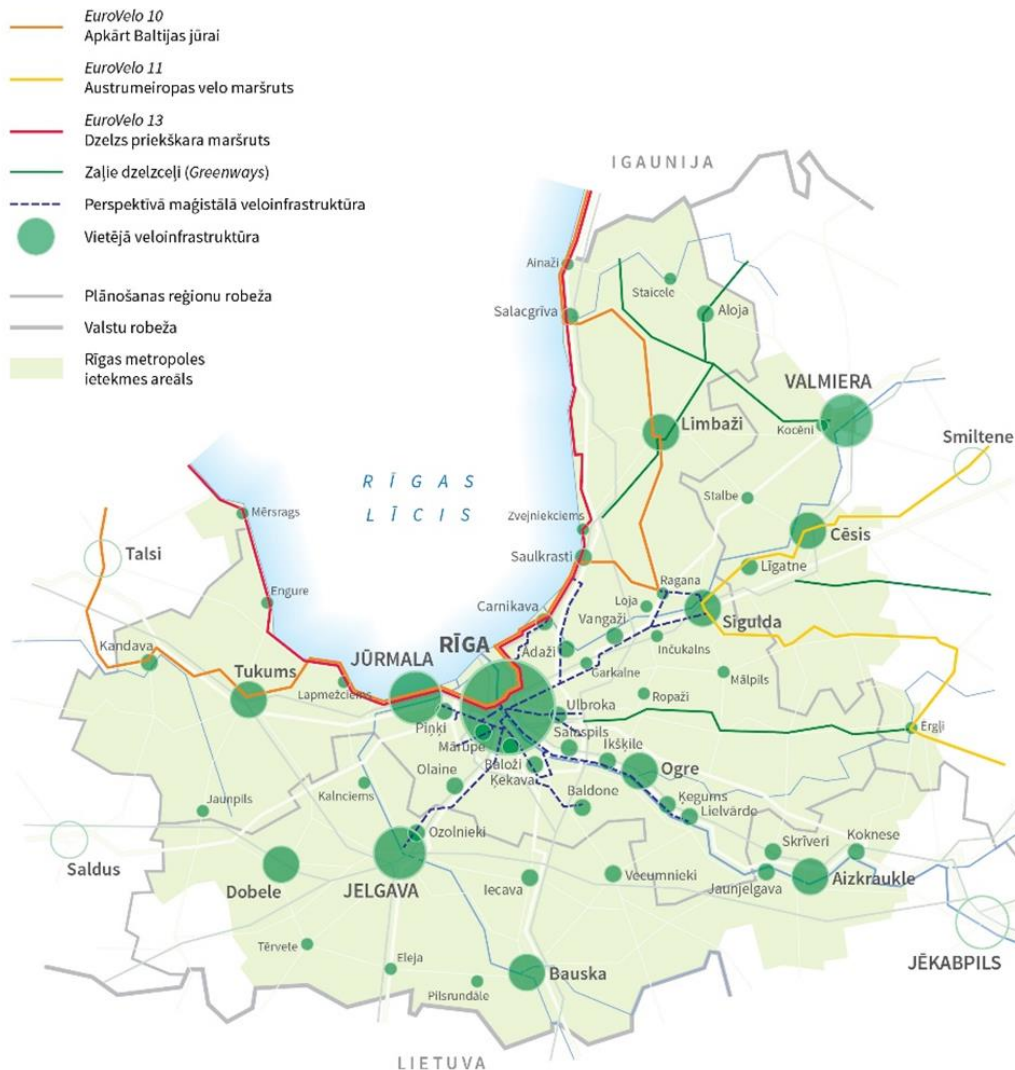 EuroVelo 10
Apkārt Baltijas jūrai
EuroVelo 11
Austrumeiropas velo maršruts
EuroVelo 13
Dzelzs priekškara maršruts
Zaļie dzelzceļi (Greenways)
Perspektīvā maģistālā veloinfrastruktūra
Vietējā veloinfrastruktūra
Plānošanas reģionu robeža
Valstu robeža
Rīgas metropoles
ietekmes areāls
IGAUNIJA
Ainaži
Staicele
Salacgrīva
Aloja
VALMIERA
Limbaži
Kocēni
Smiltene
RĪGAS
LĪCIS
Stalbe
Mērsrags
Zvejniekciems
Cēsis
Talsi
Saulkrasti
Līgatne
Engure
Ragana
Carnikava
Loja
Vangaži
Sigulda
RĪGA
Kandava
JŪRMALA
Ādaži
Inčukalns
Tukums
Garkalne
Lapmežciems
Mālpils
Ropaži
Piņķi
Ulbroka
Ērgļi
Mārupe
Salaspils
Ikšķile
Olaine
Baloži
Ķekava
Ogre
Jaunpils
Kalnciems
Baldone
Ķegums
Lielvārde
Ozolnieki
Skrīveri
Koknese
Saldus
Dobele
JELGAVA
Iecava
Vecumnieki
Jaunjelgava
Aizkraukle
Tērvete
Eleja
Bauska
JĒKABPILS
Pilsrundāle
LIETUVA